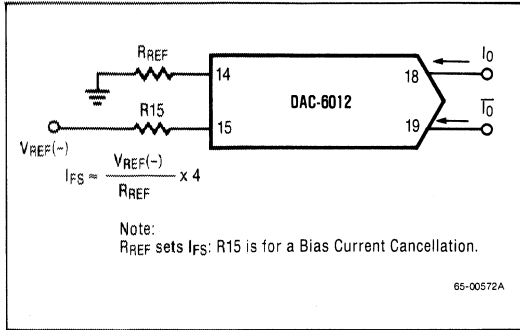 RREF
14
R15
15
DAC-6012
18
IO
19
IO
VREF(−)
IFS ≈ VREF(−) / RREF x 4
Note:
RREF sets IFS: R15 is for a Bias Current Cancellation.
65-00572A